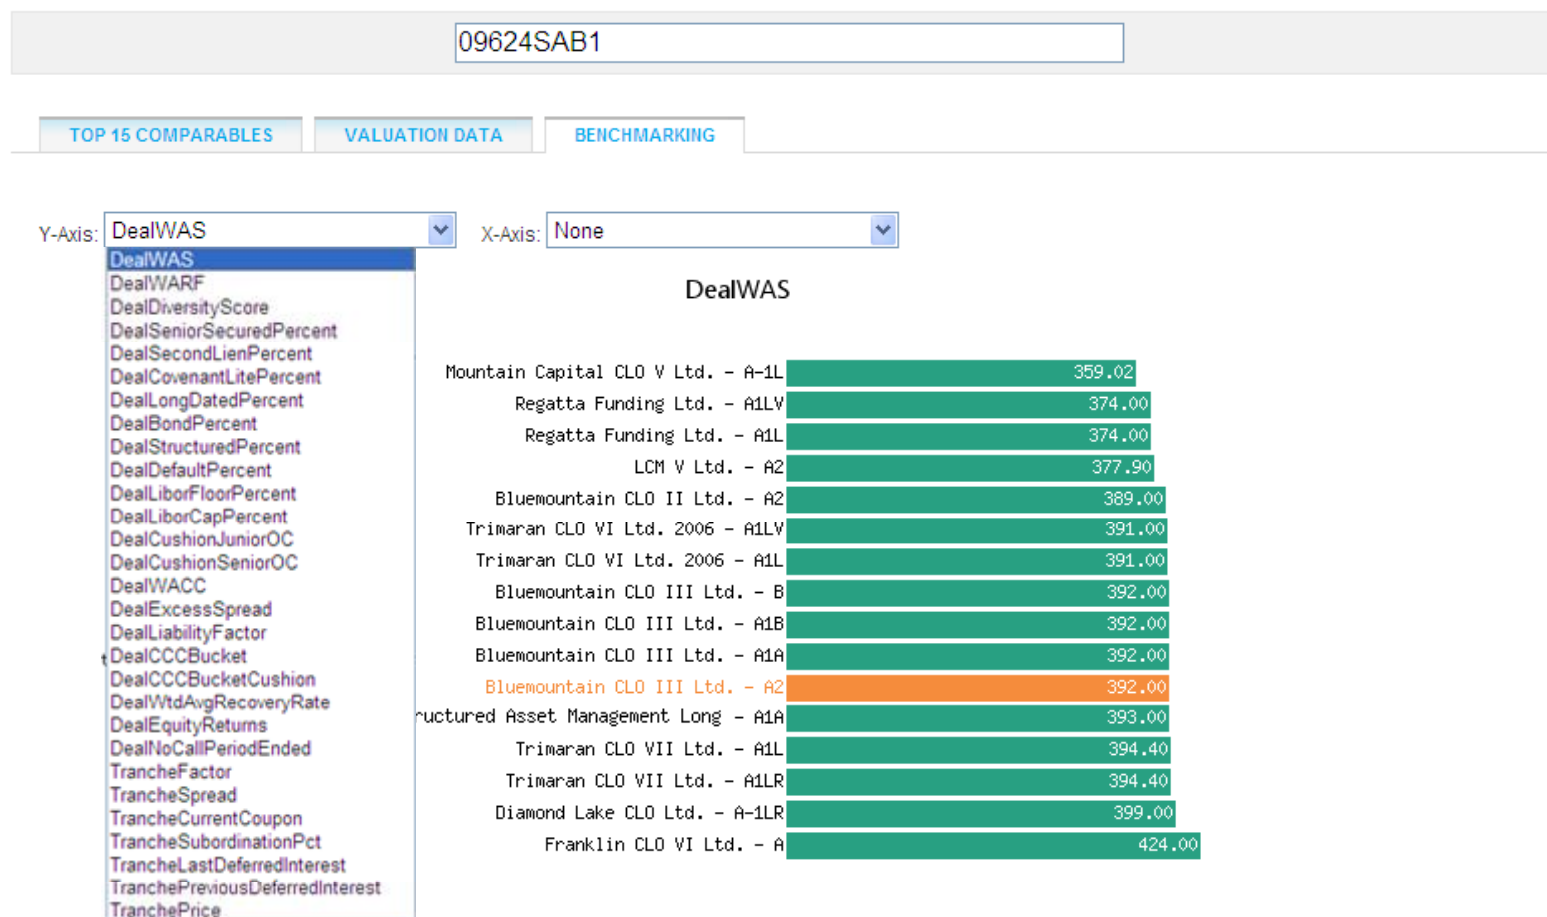 09624SAB1
TOP 15 COMPARABLES VALUATION DATA BENCHMARKING
Y-Axis: DealWAS X-Axis: None
DealWAS
DealWARF
DealDiversityScore
DealSeniorSecuredPercent
DealSecondLienPercent
DealCovenantLitePercent
DealLongDatedPercent
DealBondPercent
DealStructuredPercent
DealDefaultPercent
DealLiborFloorPercent
DealLiborCapPercent
DealCushionJuniorOC
DealCushionSeniorOC
DealWACC
DealExcessSpread
DealLiabilityFactor
DealCCCBucket
DealCCCBucketCushion
DealWtdAvgRecoveryRate
DealEquityReturns
DealNoCallPeriodEnded
TrancheFactor
TrancheSpread
TrancheCurrentCoupon
TrancheSubordinationPct
TrancheLastDeferredInterest
TranchePreviousDeferredInterest
TranchePrice
DealWAS
Mountain Capital CLO V Ltd. - A-1L 359.02
Regatta Funding Ltd. - A1LV 374.00
Regatta Funding Ltd. - A1L 374.00
LCM V Ltd. - A2 377.90
Bluemountain CLO II Ltd. - A2 389.00
Trimaran CLO VI Ltd. 2006 - A1LV 391.00
Trimaran CLO VI Ltd. 2006 - A1L 391.00
Bluemountain CLO III Ltd. - B 392.00
Bluemountain CLO III Ltd. - A1B 392.00
Bluemountain CLO III Ltd. - A1A 392.00
Bluemountain CLO III Ltd. - A2 392.00
ructured Asset Management Long - A1A 393.00
Trimaran CLO VII Ltd. - A1L 394.40
Trimaran CLO VII Ltd. - A1LR 394.40
Diamond Lake CLO Ltd. - A-1LR 399.00
Franklin CLO VI Ltd. - A 424.00